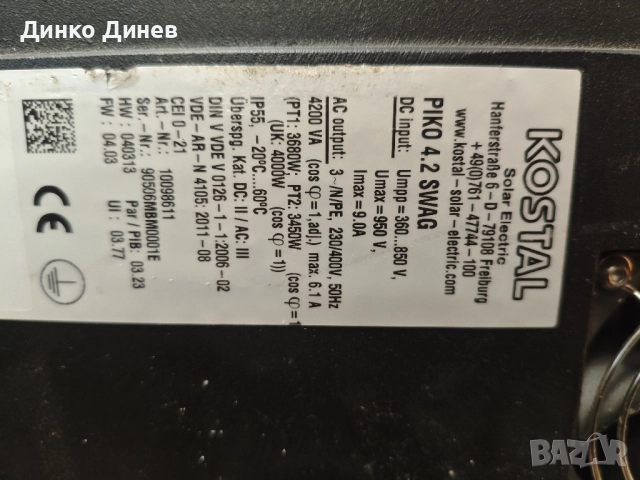 Динко Динев
KOSTAL
Solar Electric
Hanferstraße 6 - D - 79108 Freiburg
+49(0)761 - 47744 - 100
www.kostal-solar-electric.com
PIKO 4.2 SWAG
DC input: Umpp = 360...850 V,
Umax = 950 V,
Imax = 9.0A
AC output: 3~/N/PE, 230/400V, 50Hz
4200 VA (cos φ=1,adj.) max. 6.1 A
(PT1: 3680W; PT2: 3450W (cos φ=1
(UK: 4000W (cos φ = 1))
IP55, -20°C...60°C
Überspg. Kat. DC: II / AC: III
DIN V VDE V 0126-1-1:2006-02
VDE-AR-N 4105: 2011-08
CEI 0-21
Art.-Nr.: 10098611
Ser.-Nr.: 90506MBM0001E
HW: 040313 Par / PIB: 03.23
FW: 04.03 UI: 03.77
CE
BAZAR